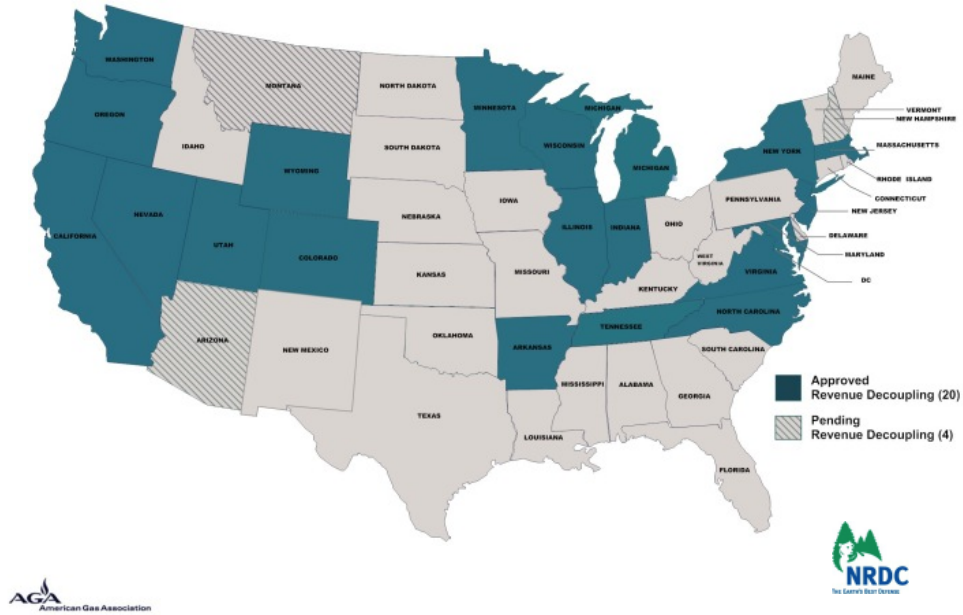 WASHINGTON
OREGON
CALIFORNIA
NEVADA
IDAHO
MONTANA
WYOMING
UTAH
COLORADO
ARIZONA
NEW MEXICO
NORTH DAKOTA
SOUTH DAKOTA
NEBRASKA
KANSAS
OKLAHOMA
TEXAS
MINNESOTA
IOWA
MISSOURI
ARKANSAS
LOUISIANA
WISCONSIN
ILLINOIS
MICHIGAN
MICHIGAN
INDIANA
OHIO
KENTUCKY
TENNESSEE
MISSISSIPPI
ALABAMA
GEORGIA
FLORIDA
SOUTH CAROLINA
NORTH CAROLINA
VIRGINIA
WEST
VIRGINIA
PENNSYLVANIA
NEW YORK
MAINE
VERMONT
NEW HAMPSHIRE
MASSACHUSETTS
RHODE ISLAND
CONNECTICUT
NEW JERSEY
DELAWARE
MARYLAND
DC
Approved
Revenue Decoupling (20)
Pending
Revenue Decoupling (4)
AGA
American Gas Association
NRDC
THE EARTH'S BEST DEFENSE